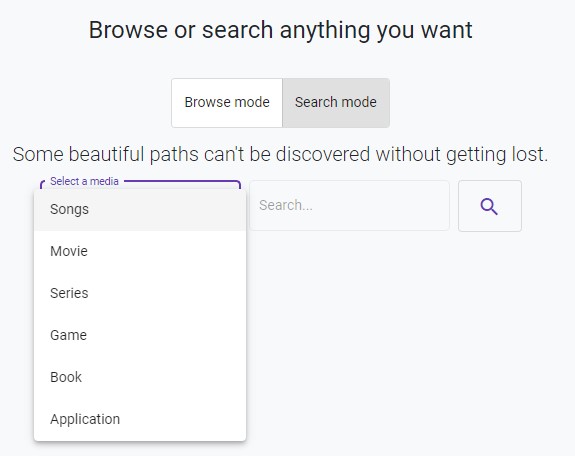 Browse or search anything you want
Browse mode
Search mode
Some beautiful paths can't be discovered without getting lost.
Select a media
Search...
Songs
Movie
Series
Game
Book
Application